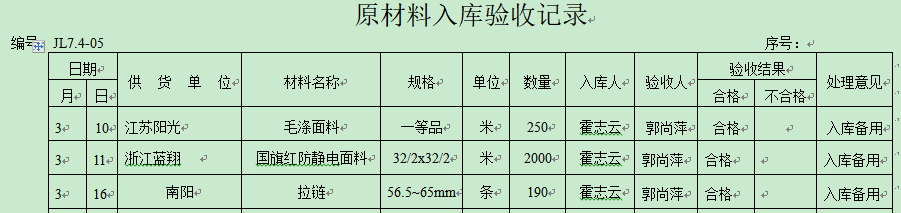 原材料入库验收记录
编号 JL7.4-05 序号：
日期 供货单位 材料名称 规格 单位 数量 入库人 验收人 验收结果 处理意见
月 日 合格 不合格
3 10 江苏阳光 毛涤面料 一等品 米 250 霍志云 郭尚萍 合格 入库备用
3 11 浙江蓝翔 国旗红防静电面料 32/2x32/2 米 2000 霍志云 郭尚萍 合格 入库备用
3 16 南阳 拉链 56.5~65mm 条 190 霍志云 郭尚萍 合格 入库备用